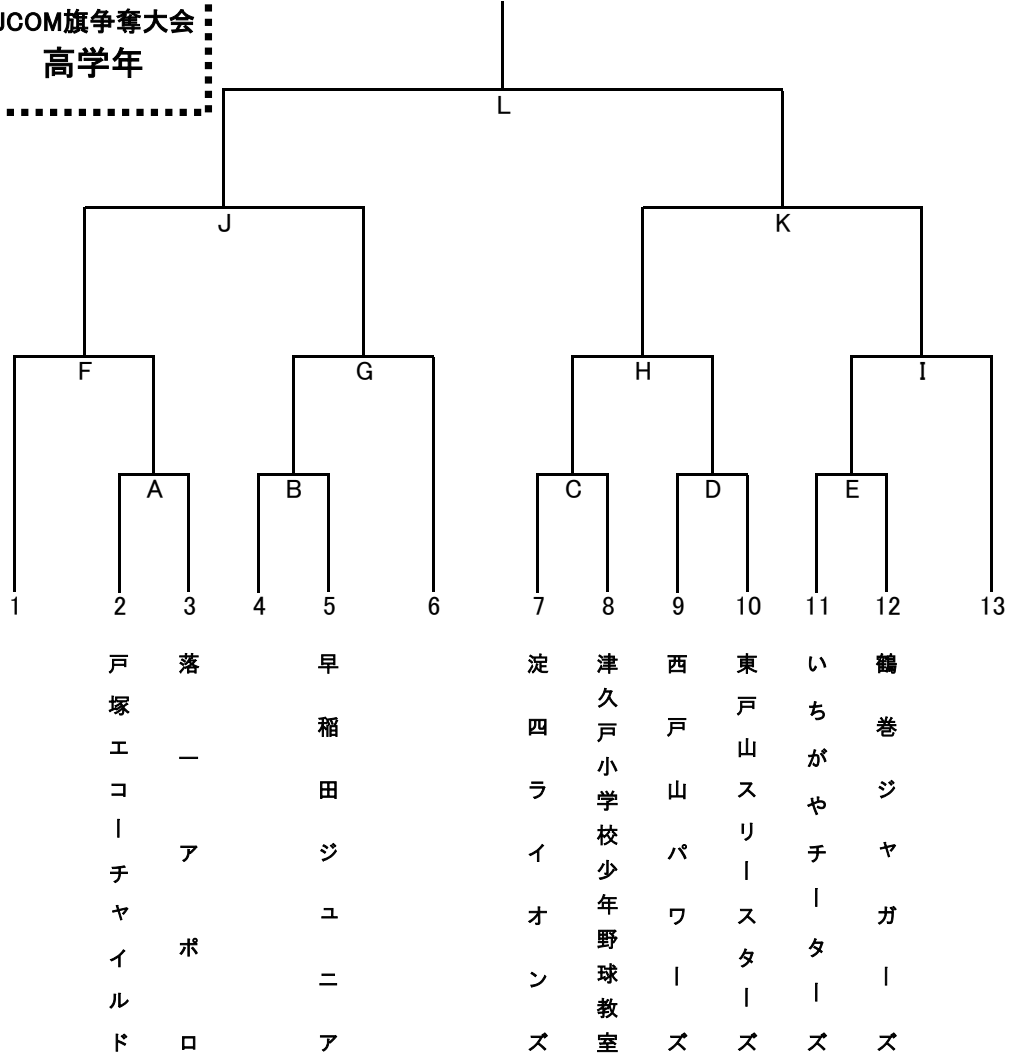 JCOM旗争奪大会
高学年
L
J K
F G H I
A B C D E
1 2 3 4 5 6 7 8 9 10 11 12 13
戸塚エコーチャイルド
落一アポロ
早稲田ジュニア
淀四ライオンズ
津久戸小学校少年野球教室
西戸山パワーズ
東戸山スリースターズ
いちがやチーターズ
鶴巻ジャガーズ